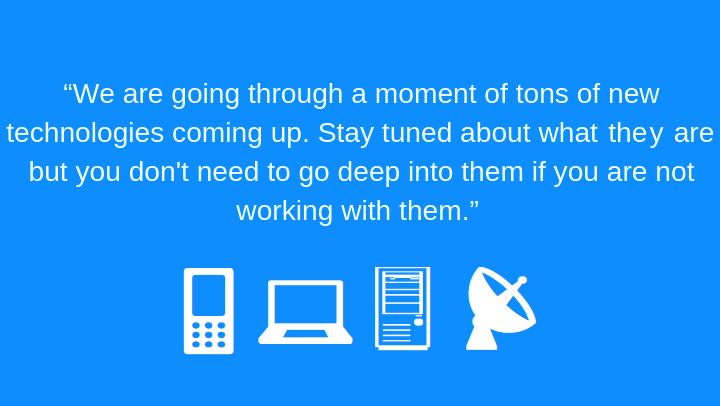 “We are going through a moment of tons of new
technologies coming up. Stay tuned about what they are
but you don't need to go deep into them if you are not
working with them.”